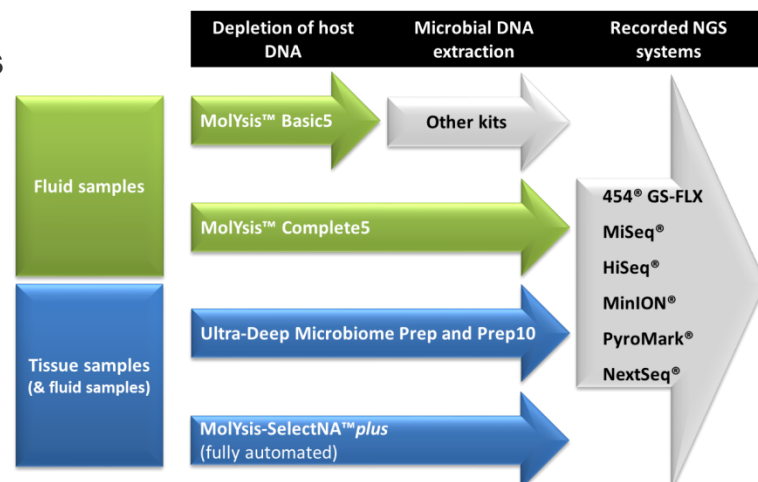 Depletion of host
DNA
Microbial DNA
extraction
Recorded NGS
systems
s
Fluid samples
MolYsis™ Basic5
Other kits
MolYsis™ Complete5
454® GS-FLX
MiSeq®
HiSeq®
MinION®
PyroMark®
NextSeq®
Tissue samples
(& fluid samples)
Ultra-Deep Microbiome Prep and Prep10
MolYsis-SelectNA™plus
(fully automated)